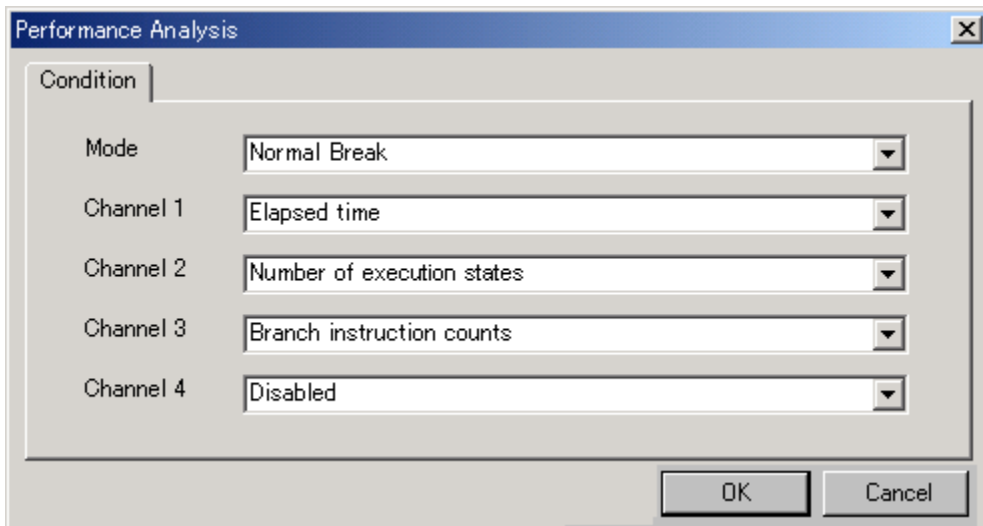 Performance Analysis
Condition
Mode Normal Break
Channel 1 Elapsed time
Channel 2 Number of execution states
Channel 3 Branch instruction counts
Channel 4 Disabled
OK Cancel